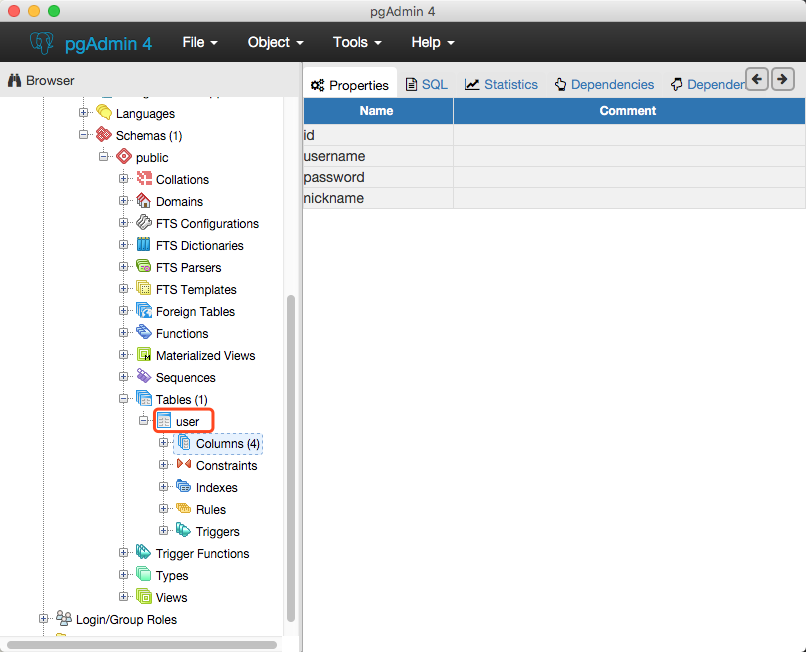 pgAdmin 4
pgAdmin 4 File Object Tools Help
Browser
Properties SQL Statistics Dependencies Dependen
Name Comment
id
username
password
nickname
Languages
Schemas (1)
public
Collations
Domains
FTS Configurations
FTS Dictionaries
FTS Parsers
FTS Templates
Foreign Tables
Functions
Materialized Views
Sequences
Tables (1)
user
Columns (4)
Constraints
Indexes
Rules
Triggers
Trigger Functions
Types
Views
Login/Group Roles